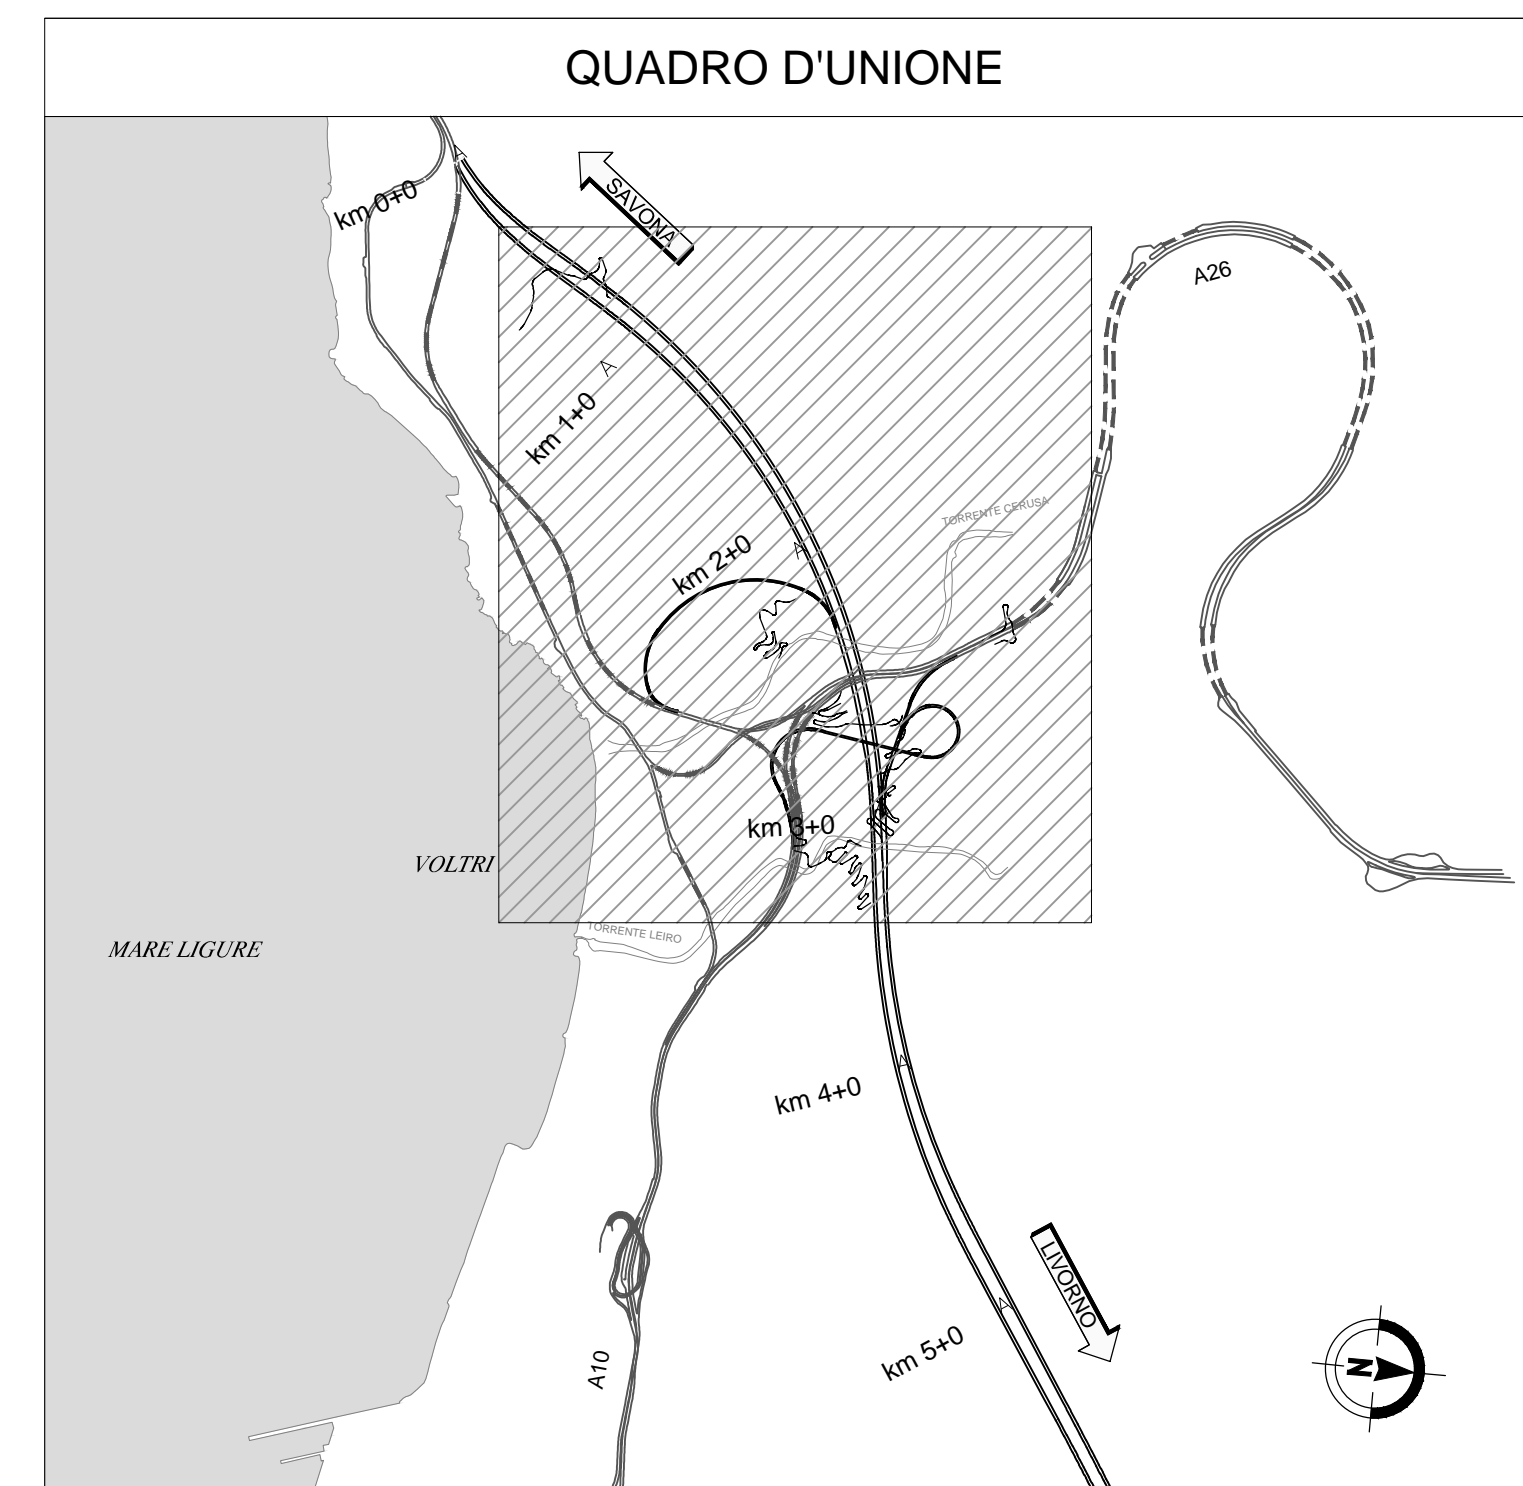 QUADRO D'UNIONE
km 0+0
SAVONA
A26
km 1+0
TORRENTE CERUSA
km 2+0
km 3+0
VOLTRI
TORRENTE LEIRO
MARE LIGURE
km 4+0
LIVORNO
km 5+0
A10
N